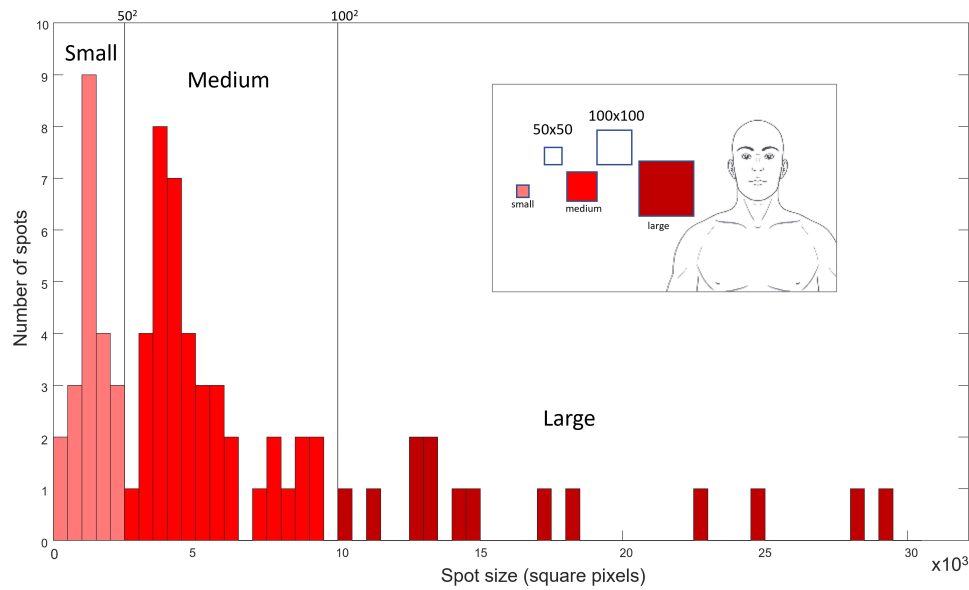 50²
100²
Small
Medium
Large
10
9
8
7
6
5
4
3
2
1
0
Number of spots
50x50
100x100
small
medium
large
0
5
10
15
20
25
30
x10³
Spot size (square pixels)